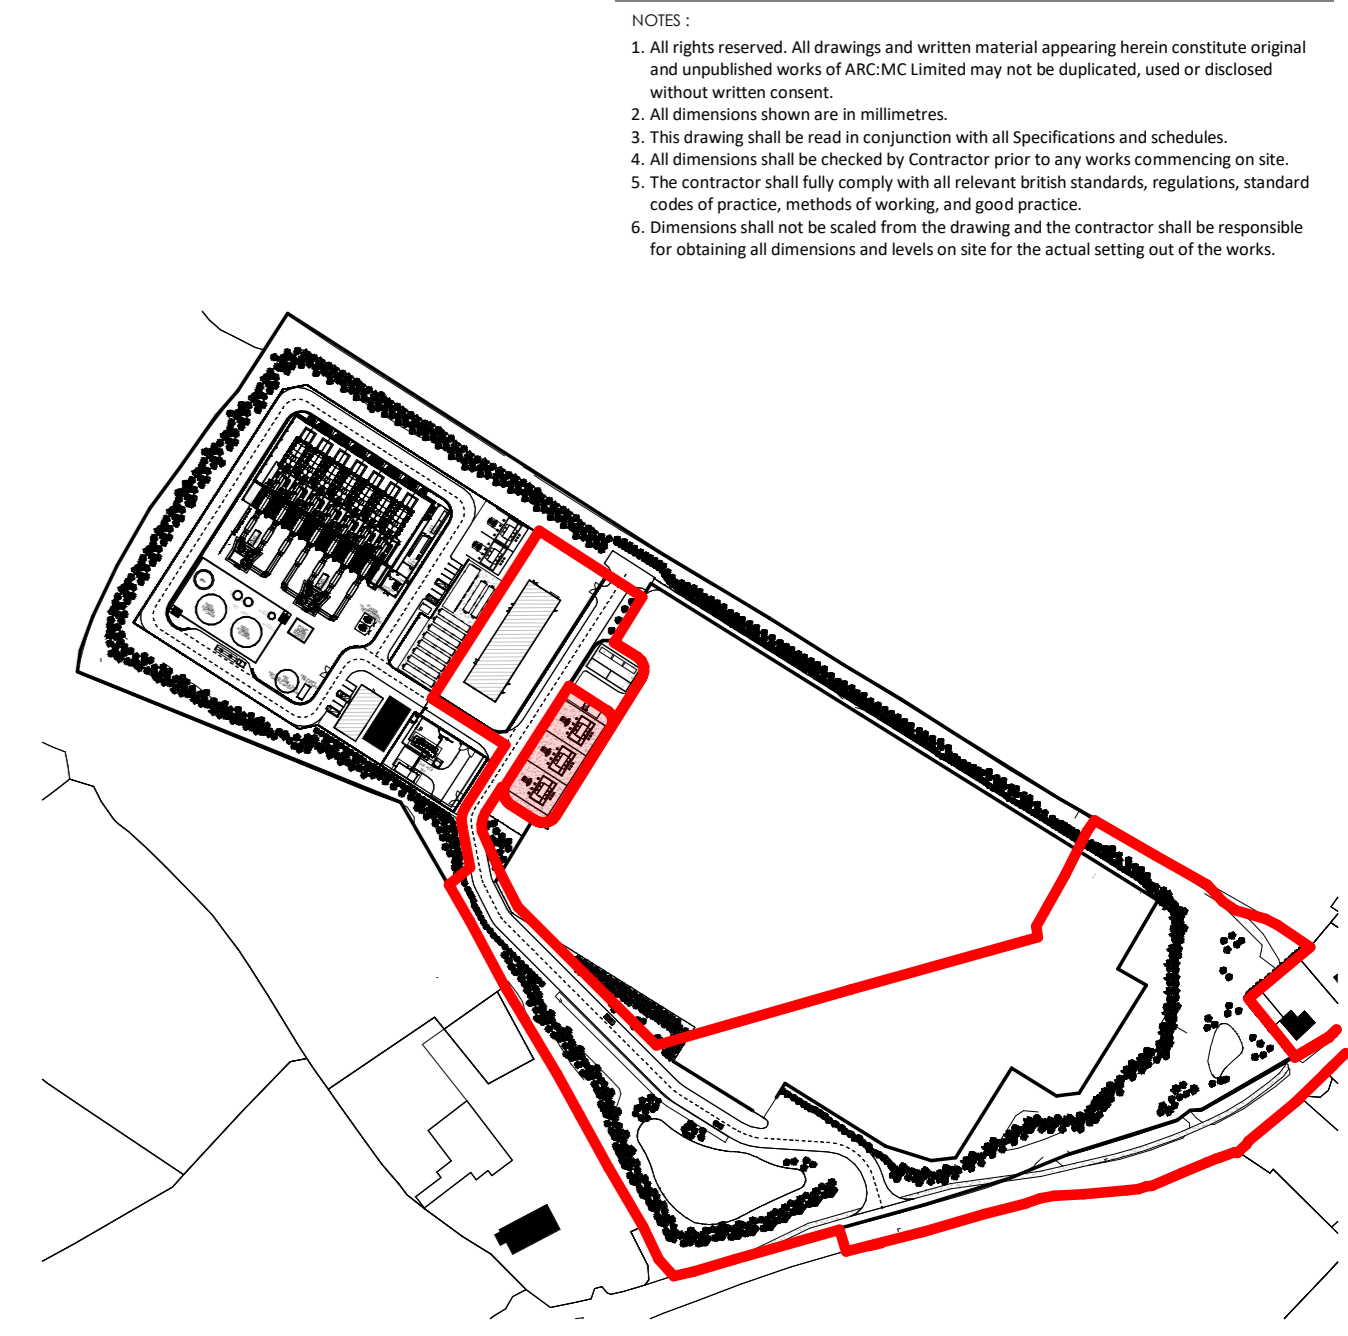 NOTES :
1. All rights reserved. All drawings and written material appearing herein constitute original
and unpublished works of ARC:MC Limited may not be duplicated, used or disclosed
without written consent.
2. All dimensions shown are in millimetres.
3. This drawing shall be read in conjunction with all Specifications and schedules.
4. All dimensions shall be checked by Contractor prior to any works commencing on site.
5. The contractor shall fully comply with all relevant british standards, regulations, standard
codes of practice, methods of working, and good practice.
6. Dimensions shall not be scaled from the drawing and the contractor shall be responsible
for obtaining all dimensions and levels on site for the actual setting out of the works.